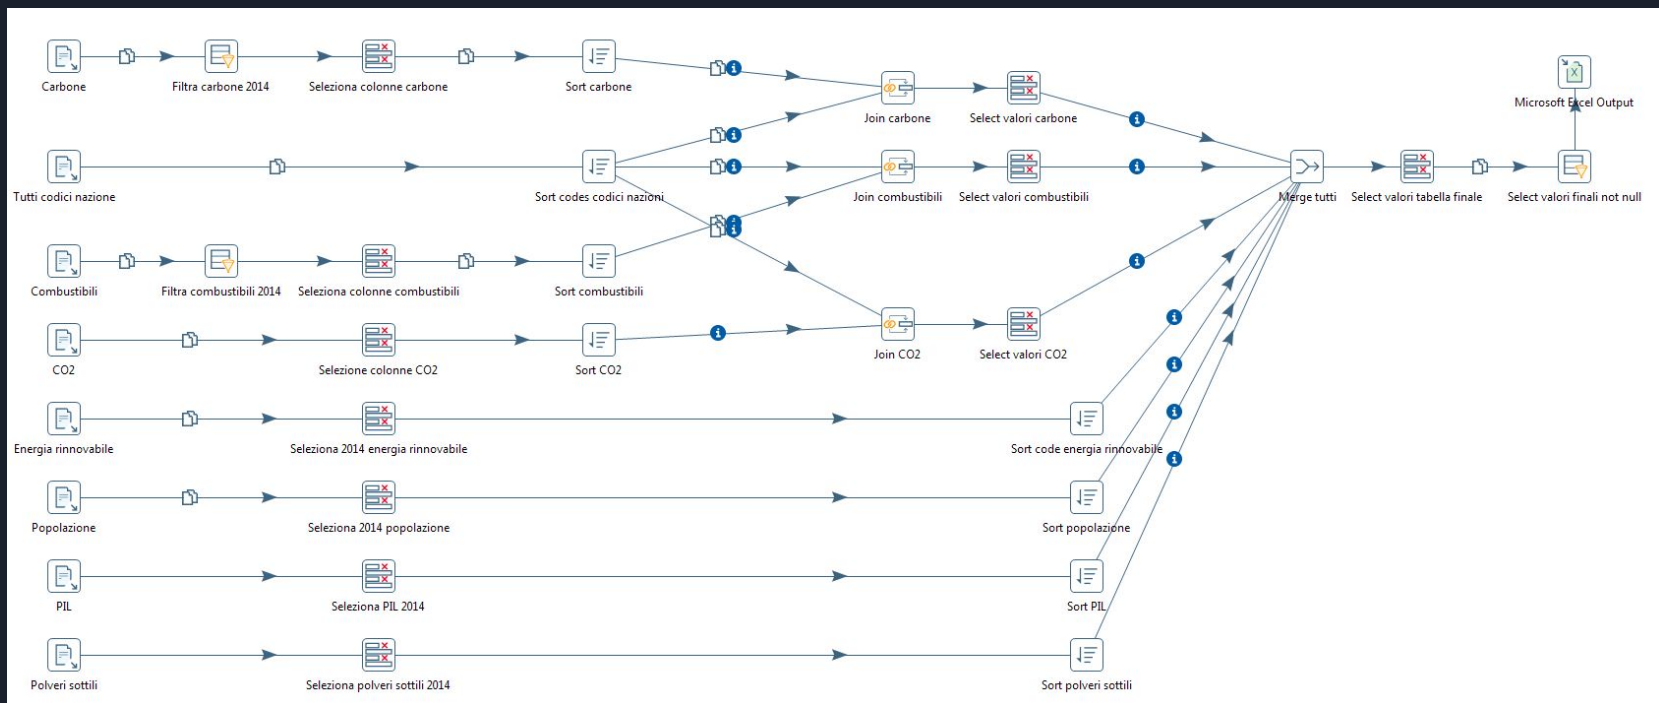 Carbone
Filtra carbone 2014
Seleziona colonne carbone
Sort carbone
Join carbone
Select valori carbone
Microsoft Excel Output
Tutti codici nazione
Sort codes codici nazioni
Join combustibili
Select valori combustibili
Merge tutti
Select valori tabella finale
Select valori finali not null
Combustibili
Filtra combustibili 2014
Seleziona colonne combustibili
Sort combustibili
CO2
Selezione colonne CO2
Sort CO2
Join CO2
Select valori CO2
Energia rinnovabile
Seleziona 2014 energia rinnovabile
Sort code energia rinnovabile
Popolazione
Seleziona 2014 popolazione
Sort popolazione
PIL
Seleziona PIL 2014
Sort PIL
Polveri sottili
Seleziona polveri sottili 2014
Sort polveri sottili